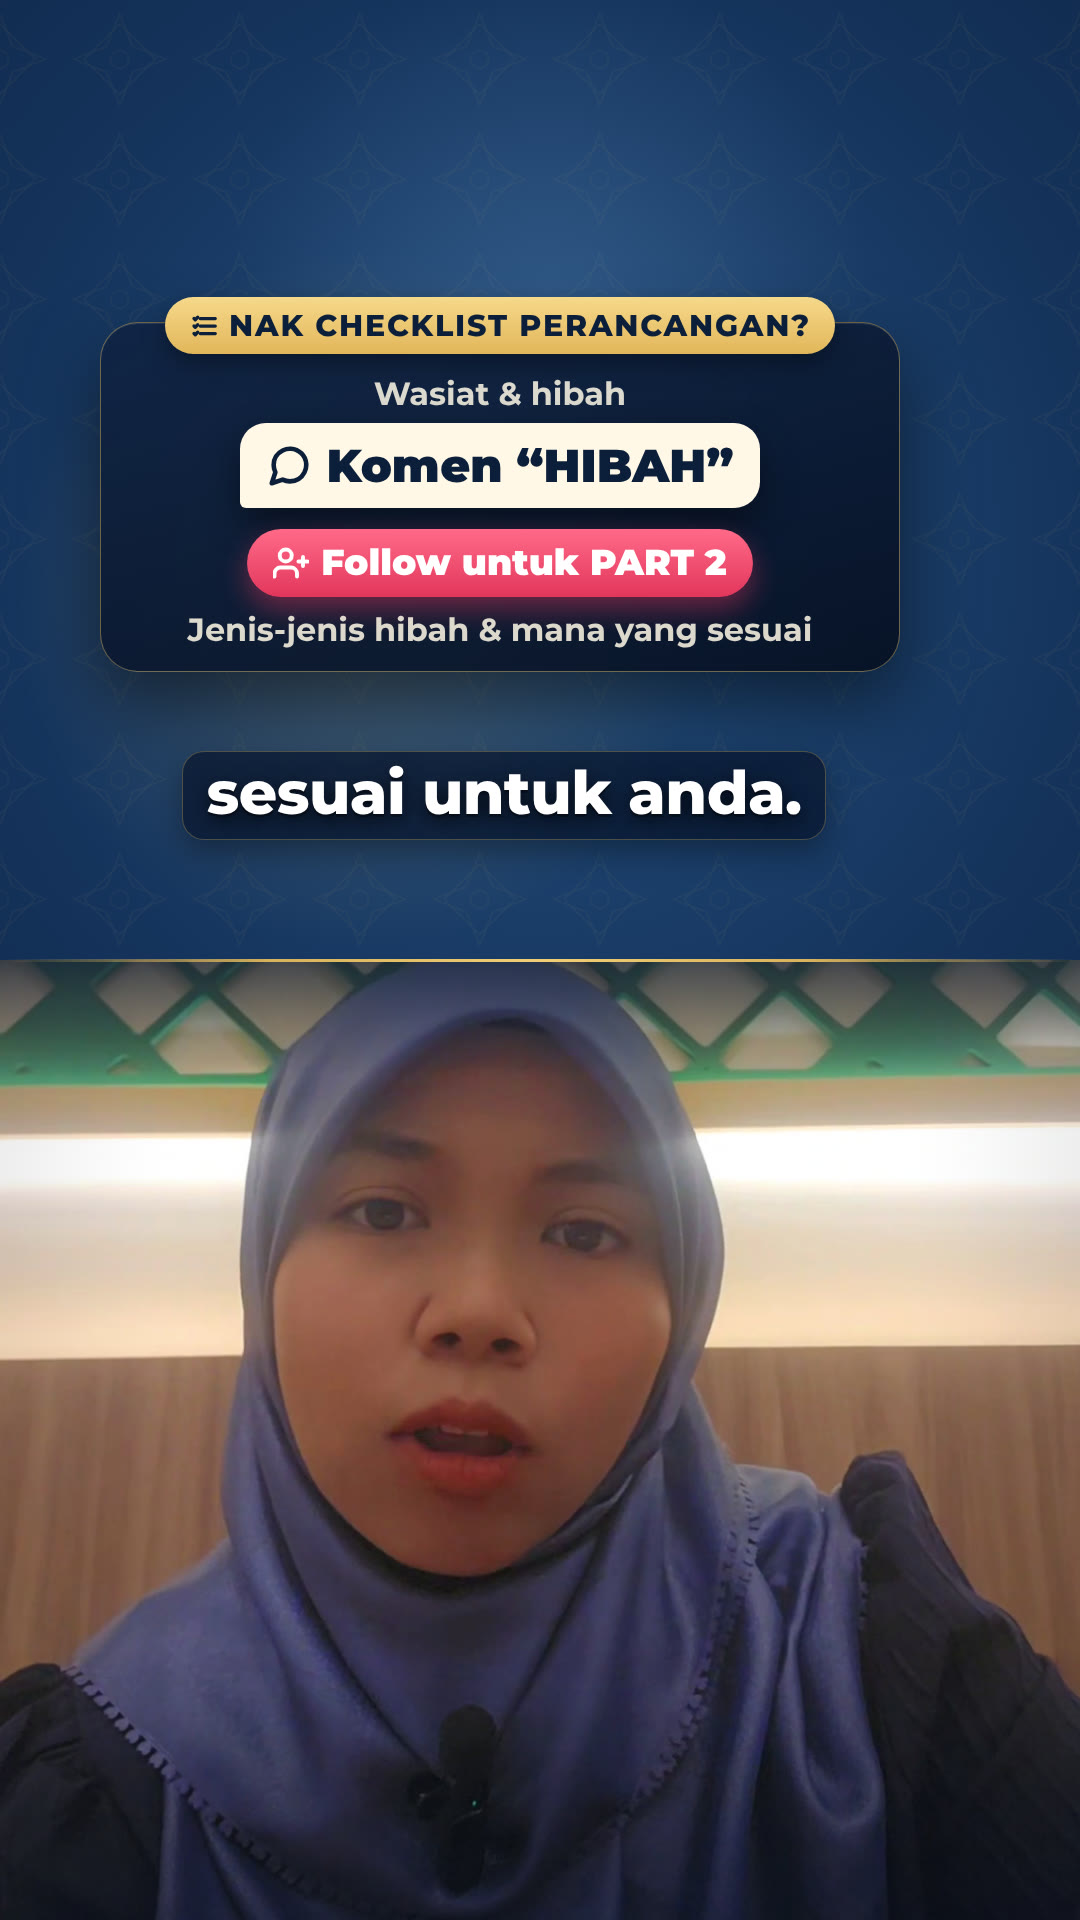 NAK CHECKLIST PERANCANGAN?
Wasiat & hibah
Komen “HIBAH”
Follow untuk PART 2
Jenis-jenis hibah & mana yang sesuai
sesuai untuk anda.